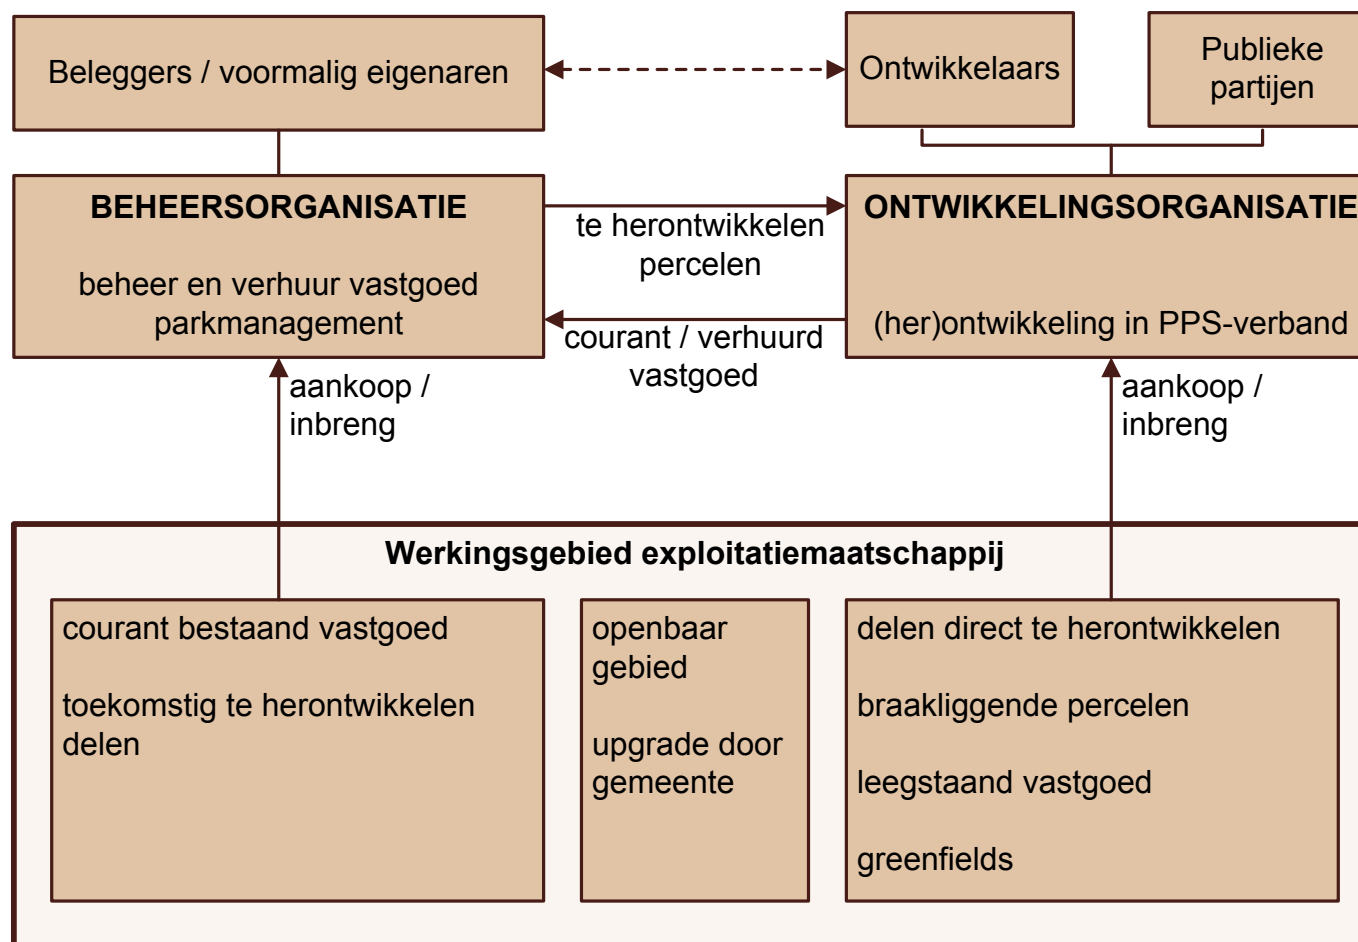 Beleggers / voormalig eigenaren
Ontwikkelaars
Publieke
partijen
BEHEERSORGANISATIE
beheer en verhuur vastgoed
parkmanagement
te herontwikkelen
percelen
courant / verhuurd
vastgoed
ONTWIKKELINGSORGANISATIE
(her)ontwikkeling in PPS-verband
aankoop /
inbreng
aankoop /
inbreng
Werkingsgebied exploitatiemaatschappij
courant bestaand vastgoed
toekomstig te herontwikkelen
delen
openbaar
gebied
upgrade door
gemeente
delen direct te herontwikkelen
braakliggende percelen
leegstaand vastgoed
greenfields